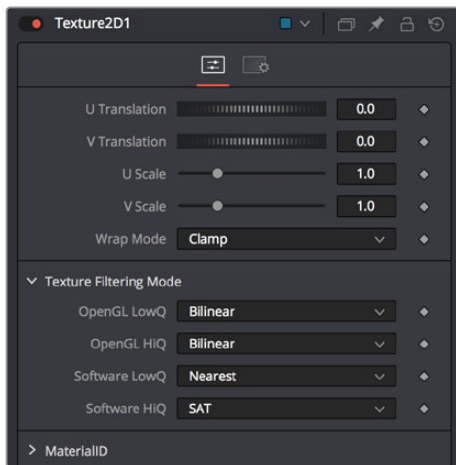 Texture2D1
U Translation 0.0
V Translation 0.0
U Scale 1.0
V Scale 1.0
Wrap Mode Clamp
Texture Filtering Mode
OpenGL LowQ Bilinear
OpenGL HiQ Bilinear
Software LowQ Nearest
Software HiQ SAT
MaterialID